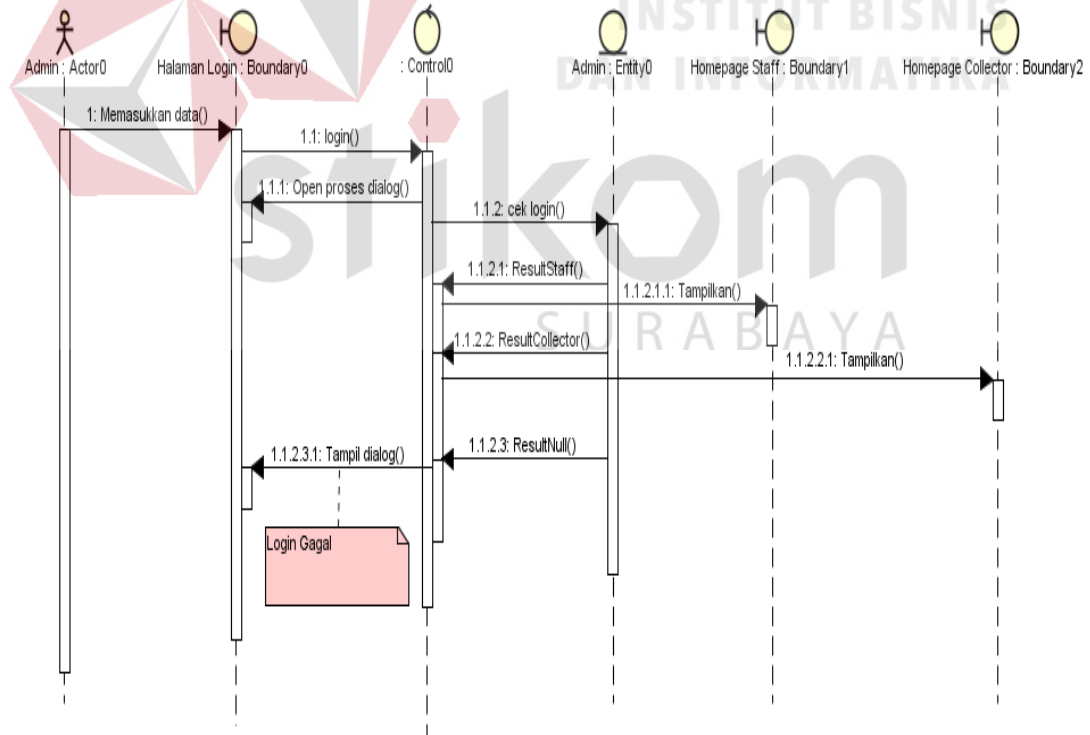 INSTITUT BISNIS
DAN INFORMATIKA
stikom
SURABAYA
Admin : Actor0
Halaman Login : Boundary0
: Control0
Admin : Entity0
Homepage Staff : Boundary1
Homepage Collector : Boundary2
1: Memasukkan data()
1.1: login()
1.1.1: Open proses dialog()
1.1.2: cek login()
1.1.2.1: ResultStaff()
1.1.2.1.1: Tampilkan()
1.1.2.2: ResultCollector()
1.1.2.2.1: Tampilkan()
1.1.2.3: ResultNull()
1.1.2.3.1: Tampil dialog()
Login Gagal